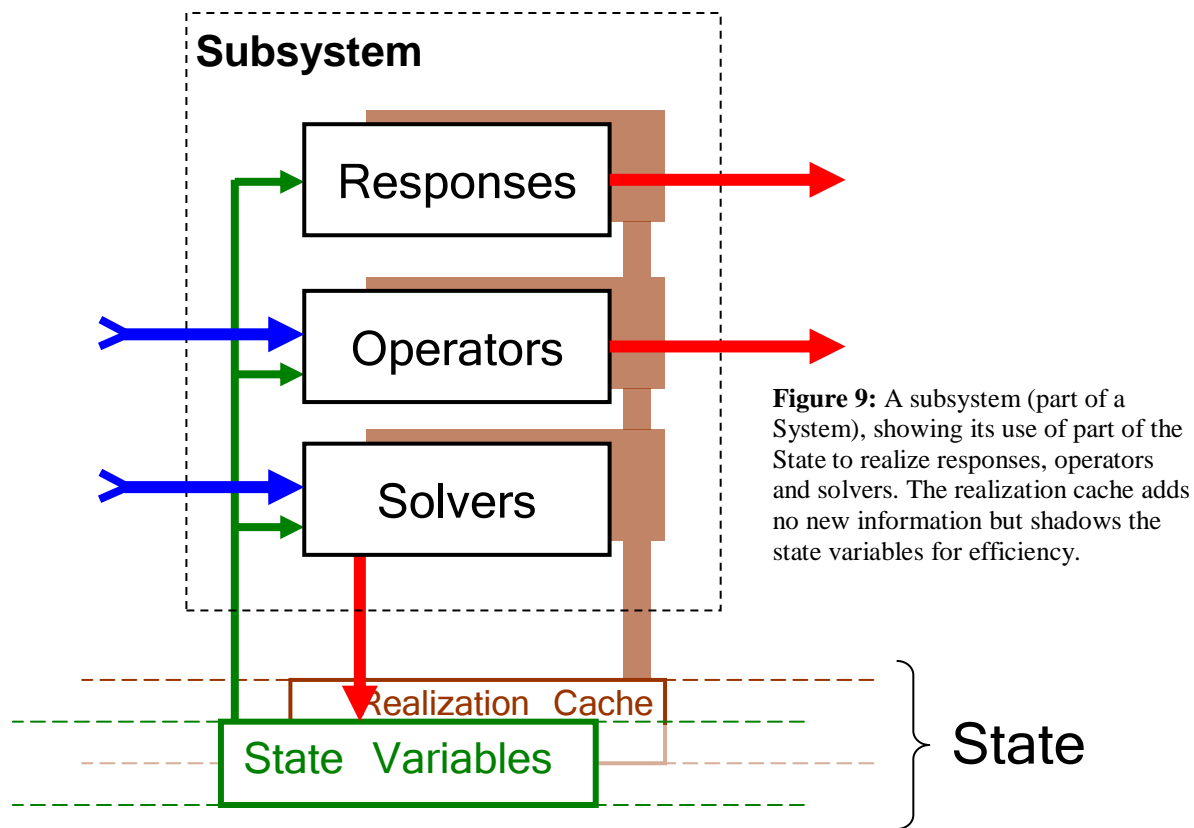 Subsystem
Responses
Operators
Solvers
Figure 9: A subsystem (part of a
System), showing its use of part of the
State to realize responses, operators
and solvers. The realization cache adds
no new information but shadows the
state variables for efficiency.
Realization Cache
State Variables
State